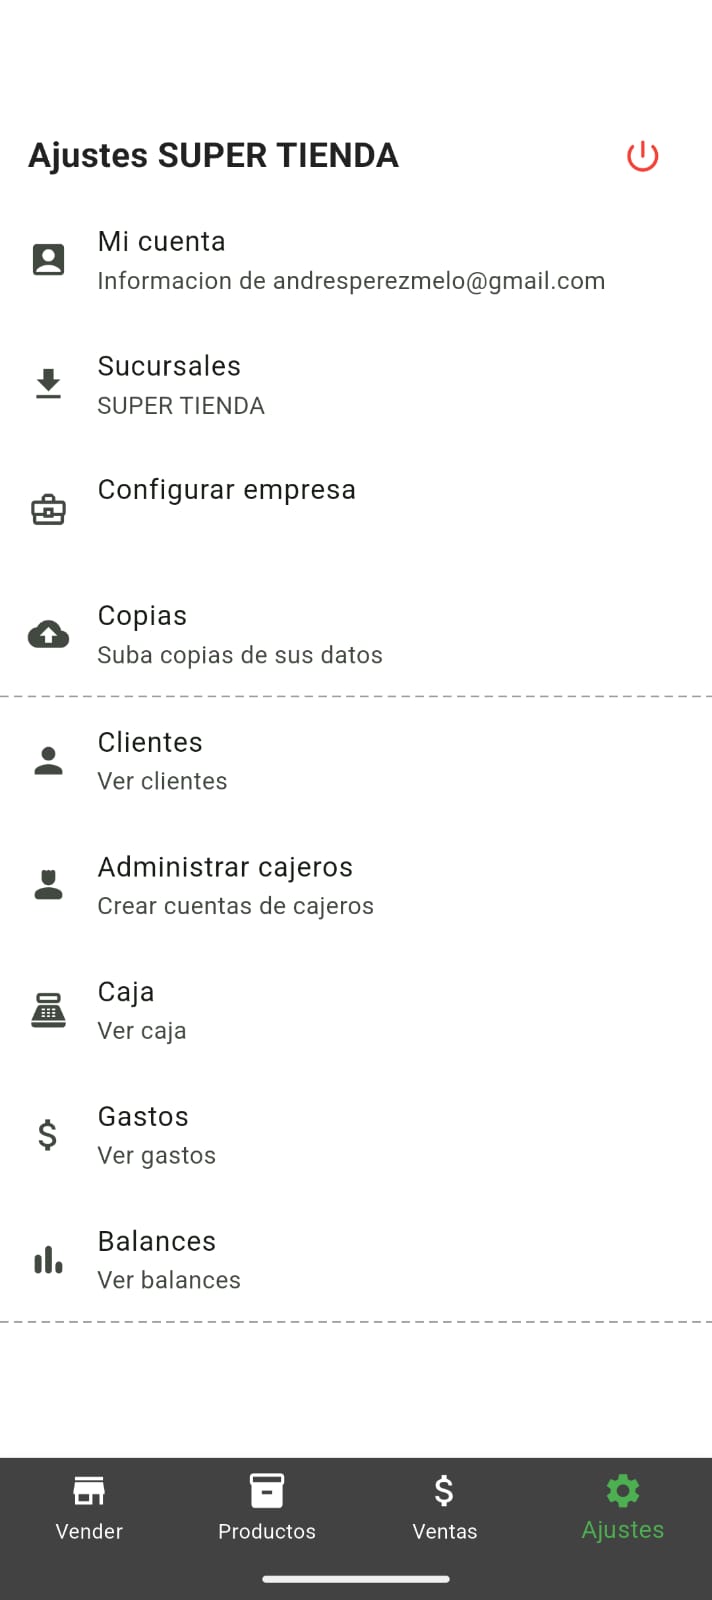 Ajustes SUPER TIENDA
Mi cuenta
Informacion de andresperezmelo@gmail.com
Sucursales
SUPER TIENDA
Configurar empresa
Copias
Suba copias de sus datos
Clientes
Ver clientes
Administrar cajeros
Crear cuentas de cajeros
Caja
Ver caja
Gastos
Ver gastos
Balances
Ver balances
Vender
Productos
Ventas
Ajustes